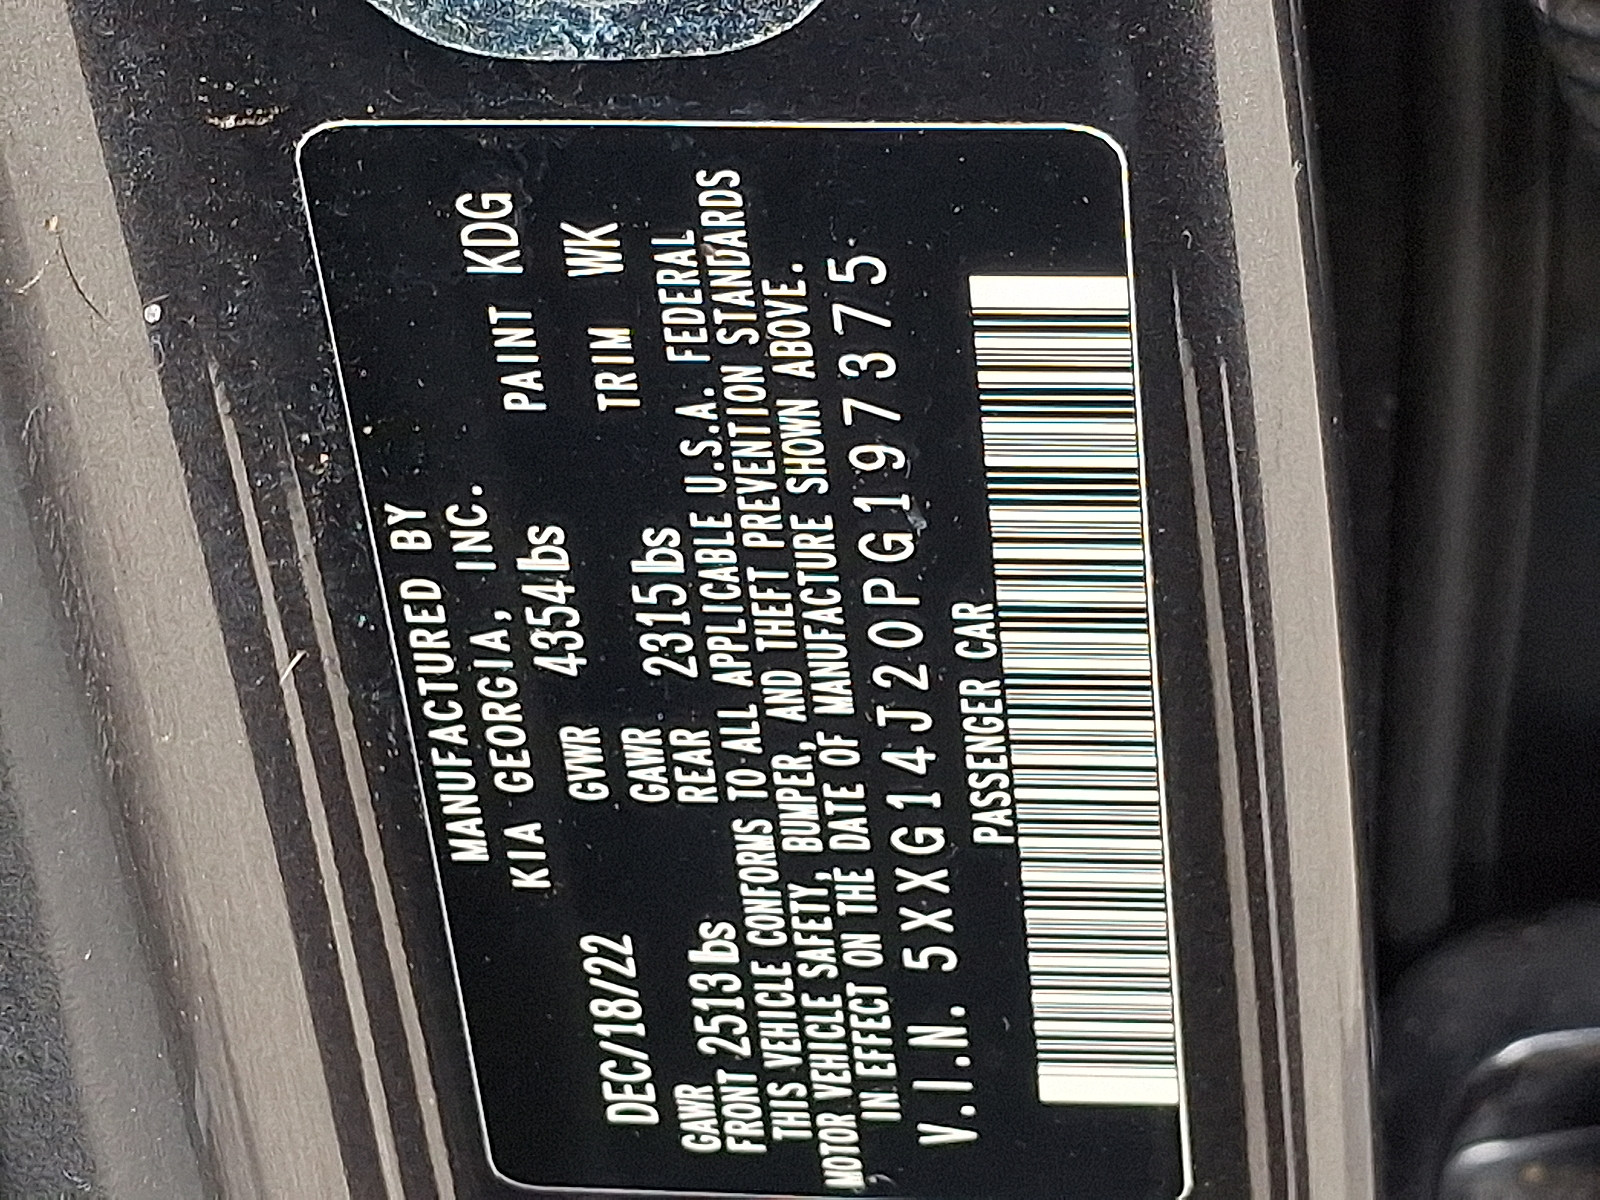 MANUFACTURED BY
KIA GEORGIA, INC.
DEC/18/22 GVWR 4354lbs PAINT KDG
GAWR FRONT 2513lbs GAWR REAR 2315lbs TRIM WK
THIS VEHICLE CONFORMS TO ALL APPLICABLE U.S.A. FEDERAL
MOTOR VEHICLE SAFETY, BUMPER, AND THEFT PREVENTION STANDARDS
IN EFFECT ON THE DATE OF MANUFACTURE SHOWN ABOVE.
V.I.N. 5XXG14J20PG197375
PASSENGER CAR